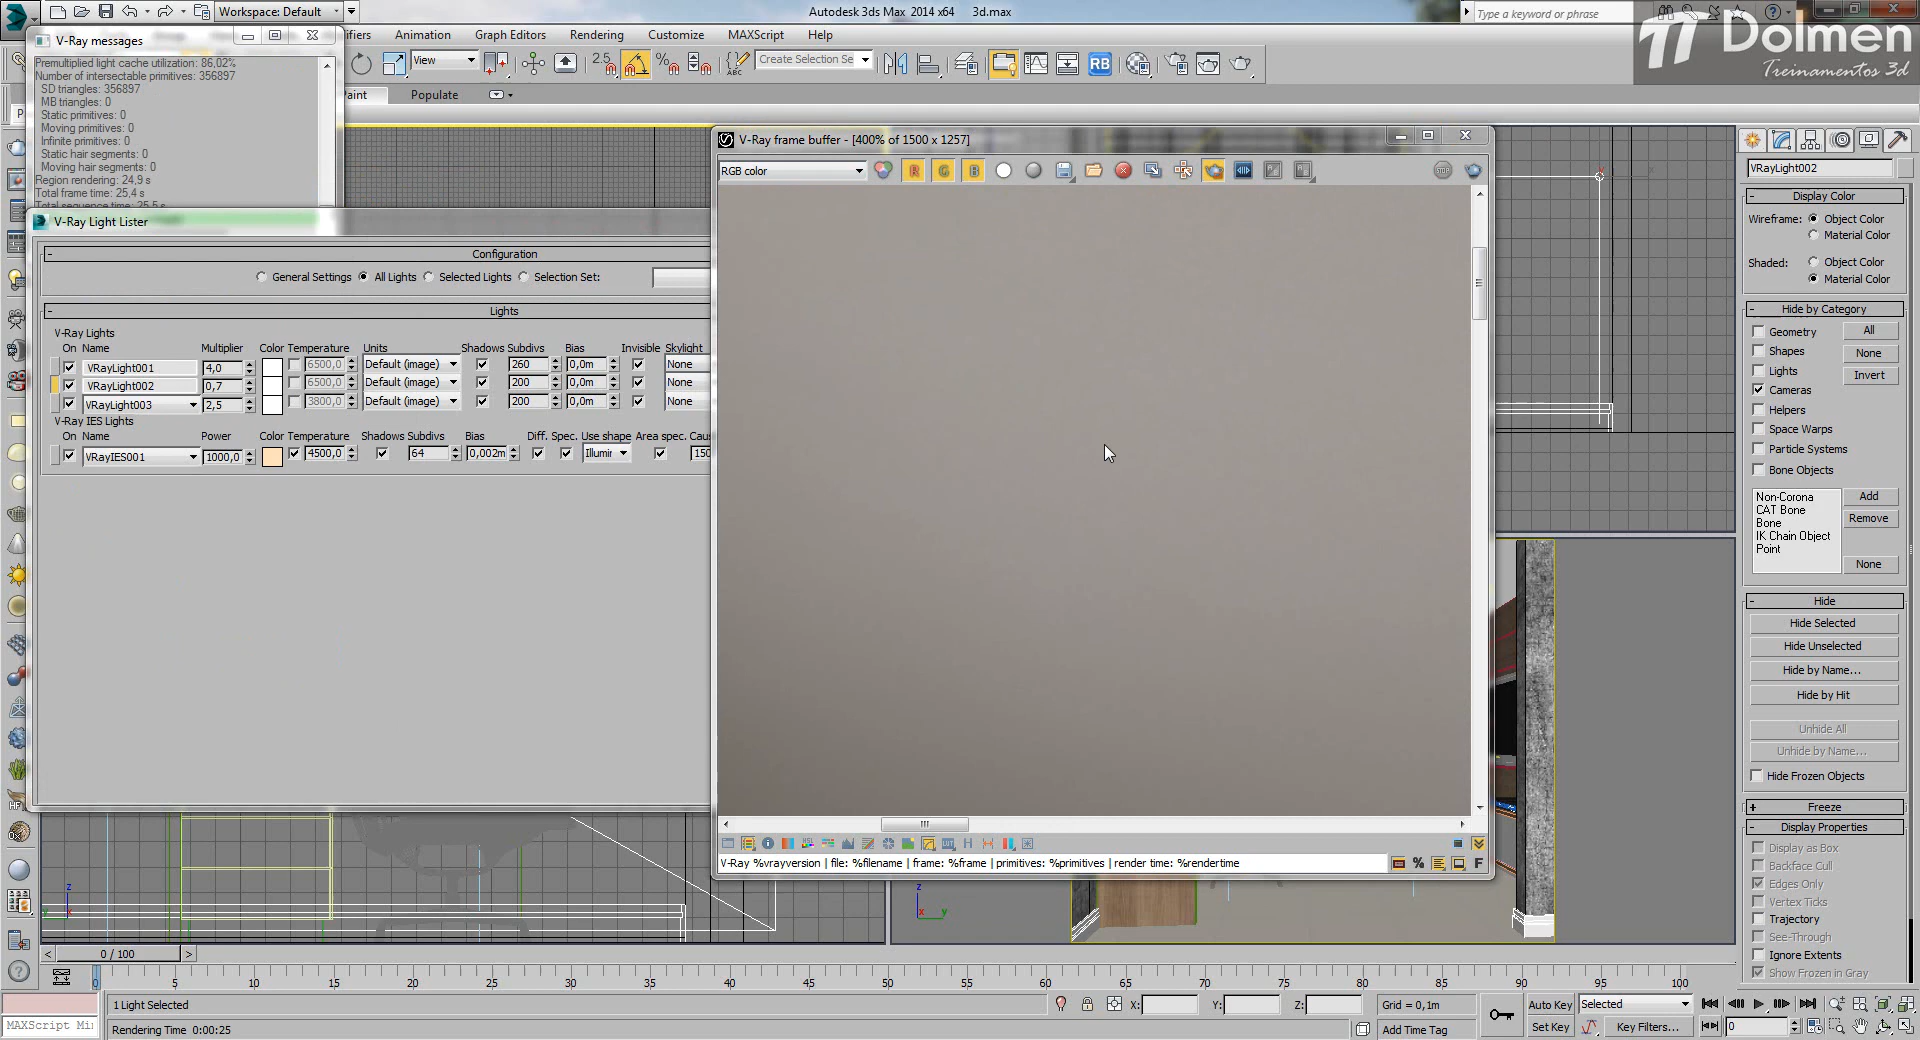 Workspace: Default
Autodesk 3ds Max 2014 x64    3d.max
Type a keyword or phrase
Dolmen
Treinamentos 3d
V-Ray messages
Animation
Graph Editors
Rendering
Customize
MAXScript
Help
View
2.5
Create Selection Se
RB
Populate
Premultiplied light cache utilization: 86,02%
Number of intersectable primitives: 356897
SD triangles: 356897
MB triangles: 0
Static primitives: 0
Moving primitives: 0
Infinite primitives: 0
Static hair segments: 0
Moving hair segments: 0
Region rendering: 24,9 s
Total frame time: 25,4 s
Total sequence time: 25,5 s
V-Ray Light Lister
Configuration
General Settings
All Lights
Selected Lights
Selection Set:
Lights
V-Ray Lights
On Name Multiplier Color Temperature Units Shadows Subdivs Bias Invisible Skylight
VRayLight001 4,0 6500,0 Default (image) 260 0,0m None
VRayLight002 0,7 6500,0 Default (image) 200 0,0m None
VRayLight003 2,5 3800,0 Default (image) 200 0,0m None
V-Ray IES Lights
On Name Power Color Temperature Shadows Subdivs Bias Diff. Spec. Use shape Area spec. Cau
VRayIES001 1000,0 4500,0 64 0,002m Illumir 150
V-Ray frame buffer - [400% of 1500 x 1257]
RGB color
R G B
STOP
V-Ray %vrayversion | file: %filename | frame: %frame | primitives: %primitives | render time: %rendertime
VRayLight002
Display Color
Wireframe: Object Color
Material Color
Shaded: Object Color
Material Color
Hide by Category
Geometry
Shapes
Lights
Cameras
Helpers
Space Warps
Particle Systems
Bone Objects
All
None
Invert
Non-Corona
CAT Bone
Bone
IK Chain Object
Point
Add
Remove
None
Hide
Hide Selected
Hide Unselected
Hide by Name...
Hide by Hit
Unhide All
Unhide by Name...
Hide Frozen Objects
Freeze
Display Properties
Display as Box
Backface Cull
Edges Only
Vertex Ticks
Trajectory
See-Through
Ignore Extents
Show Frozen in Gray
0 / 100
0 5 10 15 20 25 30 35 40 45 50 55 60 65 70 75 80 85 90 95 100
1 Light Selected
X:
Y:
Z:
Grid = 0,1m
Auto Key
Selected
MAXScript Mi
Rendering Time 0:00:25
Add Time Tag
Set Key
Key Filters...
0